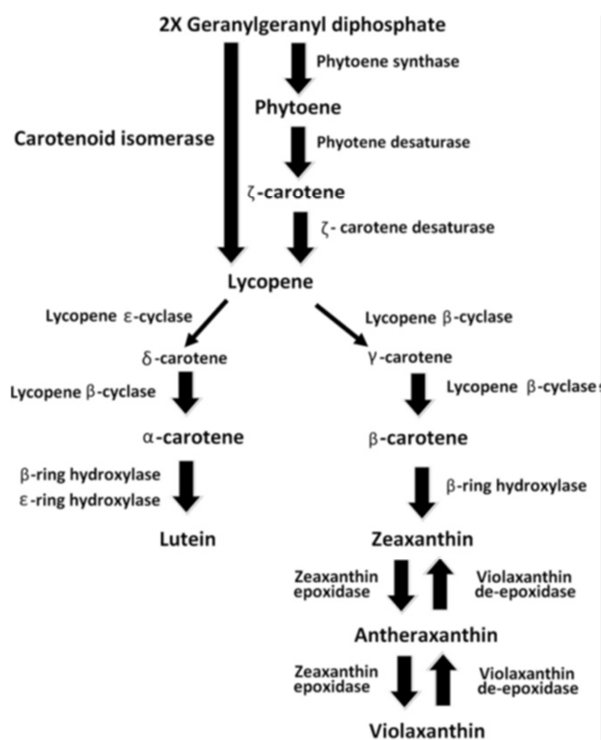 2X Geranylgeranyl diphosphate
Phytoene synthase
Phytoene
Carotenoid isomerase
Phyotene desaturase
ζ-carotene
ζ- carotene desaturase
Lycopene
Lycopene ε-cyclase
Lycopene β-cyclase
δ-carotene
γ-carotene
Lycopene β-cyclase
Lycopene β-cyclase
α-carotene
β-carotene
β-ring hydroxylase
ε-ring hydroxylase
β-ring hydroxylase
Lutein
Zeaxanthin
Zeaxanthin
epoxidase
Violaxanthin
de-epoxidase
Antheraxanthin
Zeaxanthin
epoxidase
Violaxanthin
de-epoxidase
Violaxanthin